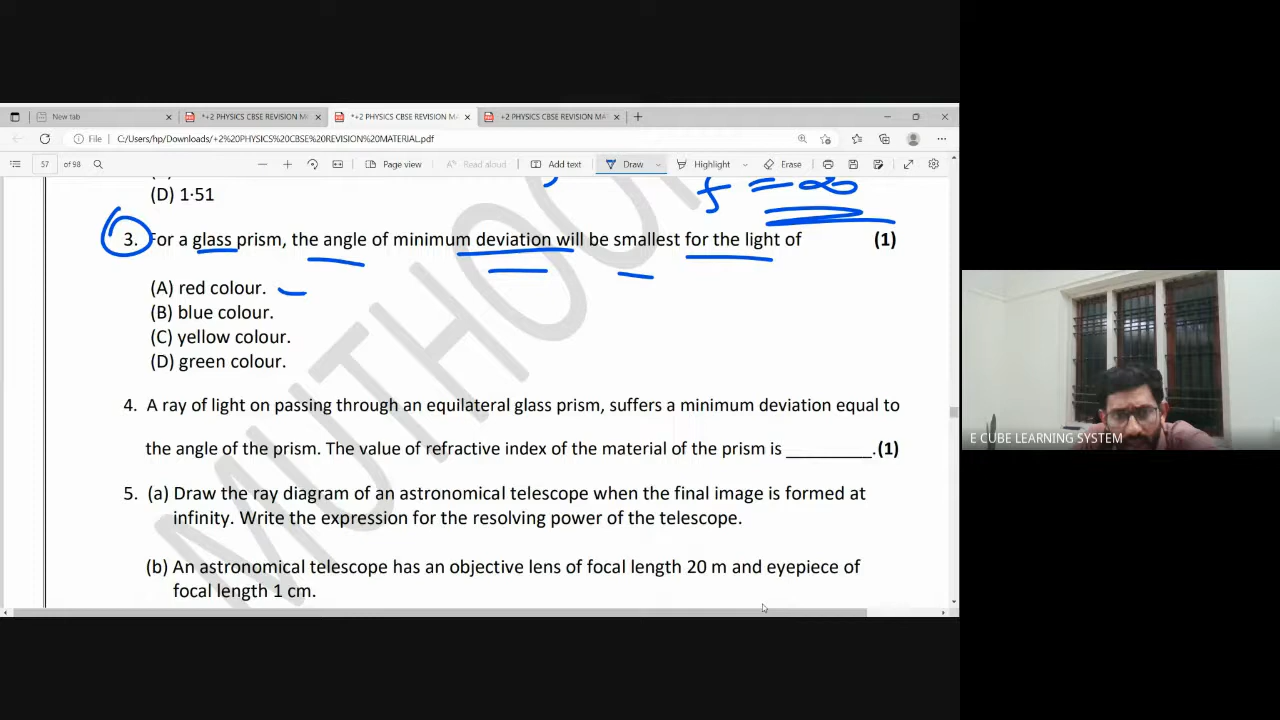 New tab
*+2 PHYSICS CBSE REVISION M
*+2 PHYSICS CBSE REVISION MA
+2 PHYSICS CBSE REVISION MA
File
C:/Users/hp/Downloads/+2%20PHYSICS%20CBSE%20REVISION%20MATERIAL.pdf
57 of 98
Page view
Read aloud
Add text
Draw
Highlight
Erase
(D) 1·51
f = ∞
3. For a glass prism, the angle of minimum deviation will be smallest for the light of (1)
(A) red colour.
(B) blue colour.
(C) yellow colour.
(D) green colour.
4. A ray of light on passing through an equilateral glass prism, suffers a minimum deviation equal to
the angle of the prism. The value of refractive index of the material of the prism is _________.(1)
5. (a) Draw the ray diagram of an astronomical telescope when the final image is formed at
infinity. Write the expression for the resolving power of the telescope.
(b) An astronomical telescope has an objective lens of focal length 20 m and eyepiece of
focal length 1 cm.
MUTHOO
E CUBE LEARNING SYSTEM